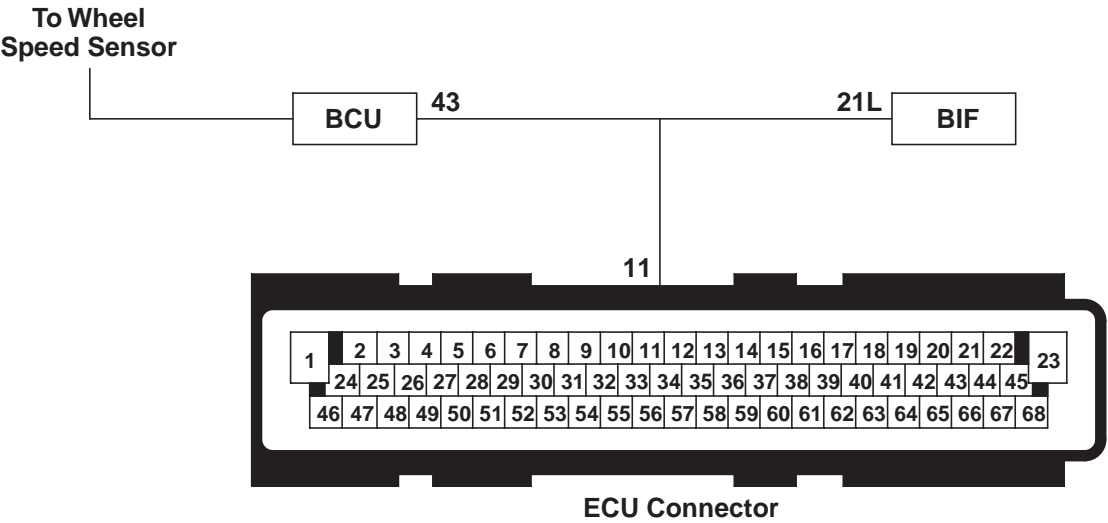 To Wheel
Speed Sensor
BCU
43
21L
BIF
11
1 2 3 4 5 6 7 8 9 10 11 12 13 14 15 16 17 18 19 20 21 22 23
24 25 26 27 28 29 30 31 32 33 34 35 36 37 38 39 40 41 42 43 44 45
46 47 48 49 50 51 52 53 54 55 56 57 58 59 60 61 62 63 64 65 66 67 68
ECU Connector